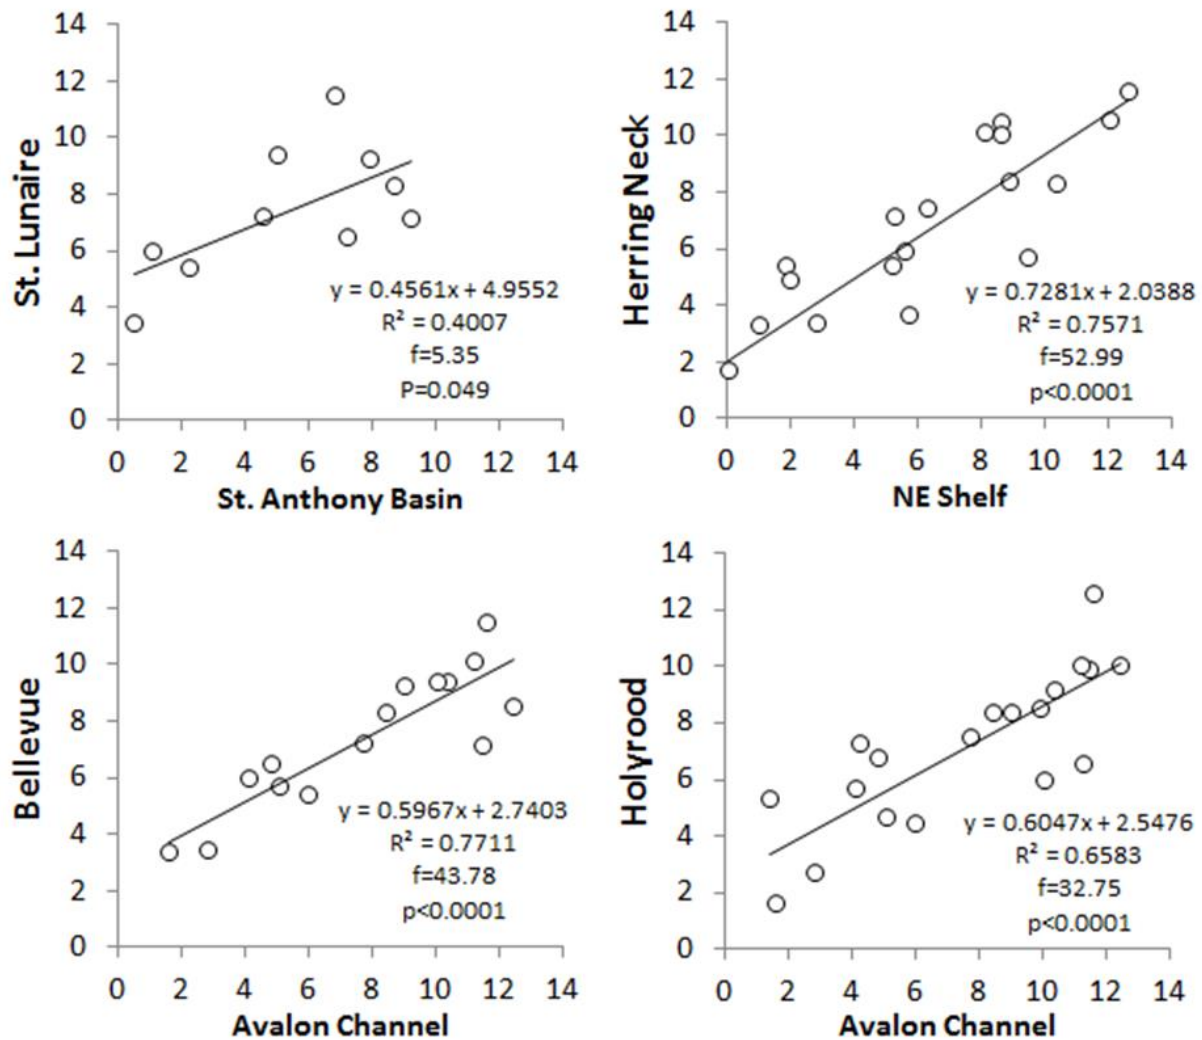 14
12
10
8
6
4
2
0
St. Lunaire
y = 0.4561x + 4.9552
R² = 0.4007
f=5.35
P=0.049
0 2 4 6 8 10 12 14
St. Anthony Basin
14
12
10
8
6
4
2
0
Herring Neck
y = 0.7281x + 2.0388
R² = 0.7571
f=52.99
p<0.0001
0 2 4 6 8 10 12 14
NE Shelf
14
12
10
8
6
4
2
0
Bellevue
y = 0.5967x + 2.7403
R² = 0.7711
f=43.78
p<0.0001
0 2 4 6 8 10 12 14
Avalon Channel
14
12
10
8
6
4
2
0
Holyrood
y = 0.6047x + 2.5476
R² = 0.6583
f=32.75
p<0.0001
0 2 4 6 8 10 12 14
Avalon Channel